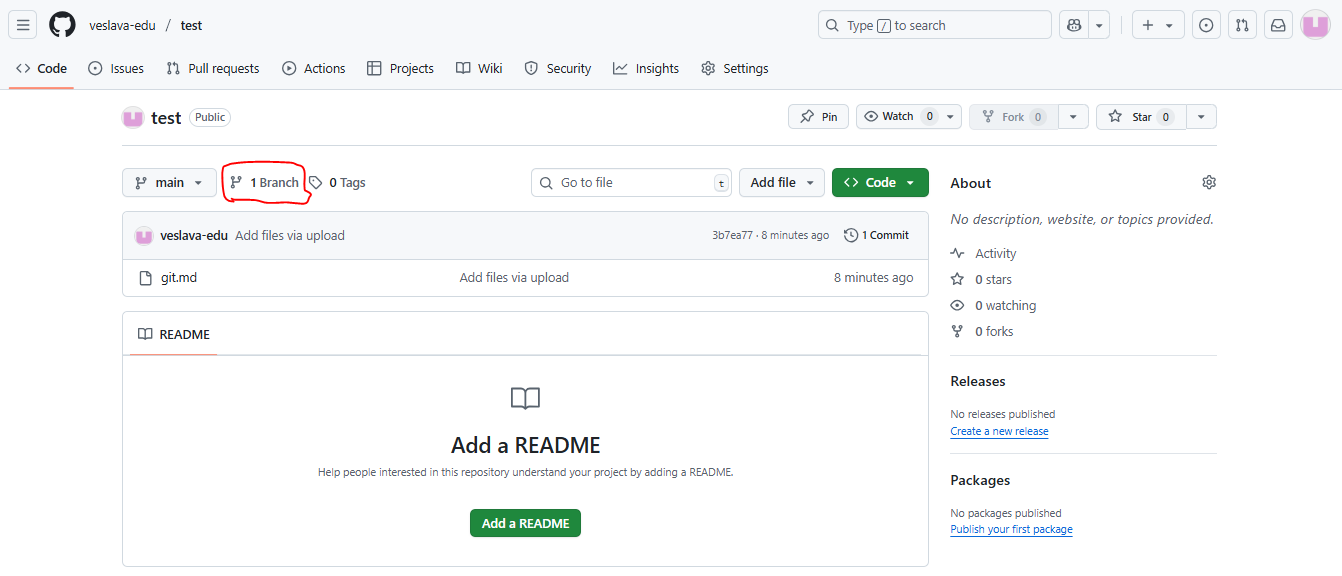 veslava-edu / test
Type / to search
Code Issues Pull requests Actions Projects Wiki Security Insights Settings
test Public
Pin Watch 0 Fork 0 Star 0
main 1 Branch 0 Tags
Go to file t Add file Code
veslava-edu Add files via upload 3b7ea77 · 8 minutes ago 1 Commit
git.md Add files via upload 8 minutes ago
README
Add a README
Help people interested in this repository understand your project by adding a README.
Add a README
About
No description, website, or topics provided.
Activity
0 stars
0 watching
0 forks
Releases
No releases published
Create a new release
Packages
No packages published
Publish your first package